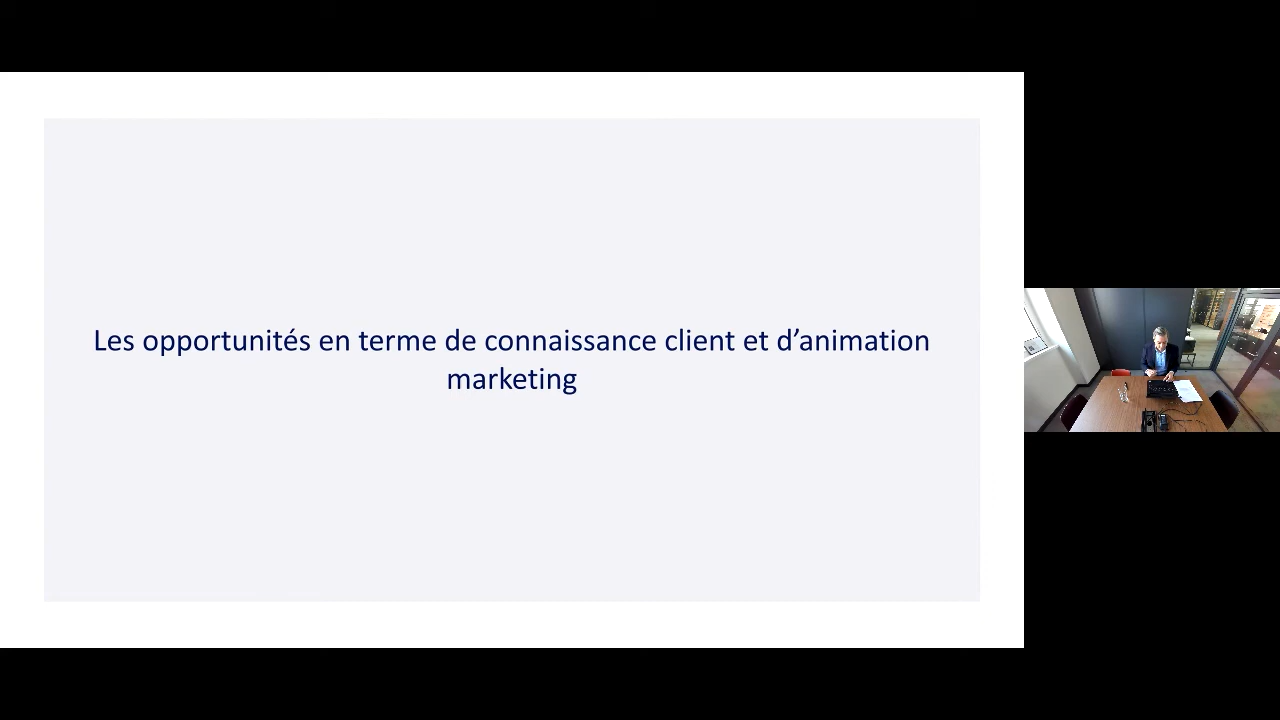 Les opportunités en terme de connaissance client et d’animation
marketing